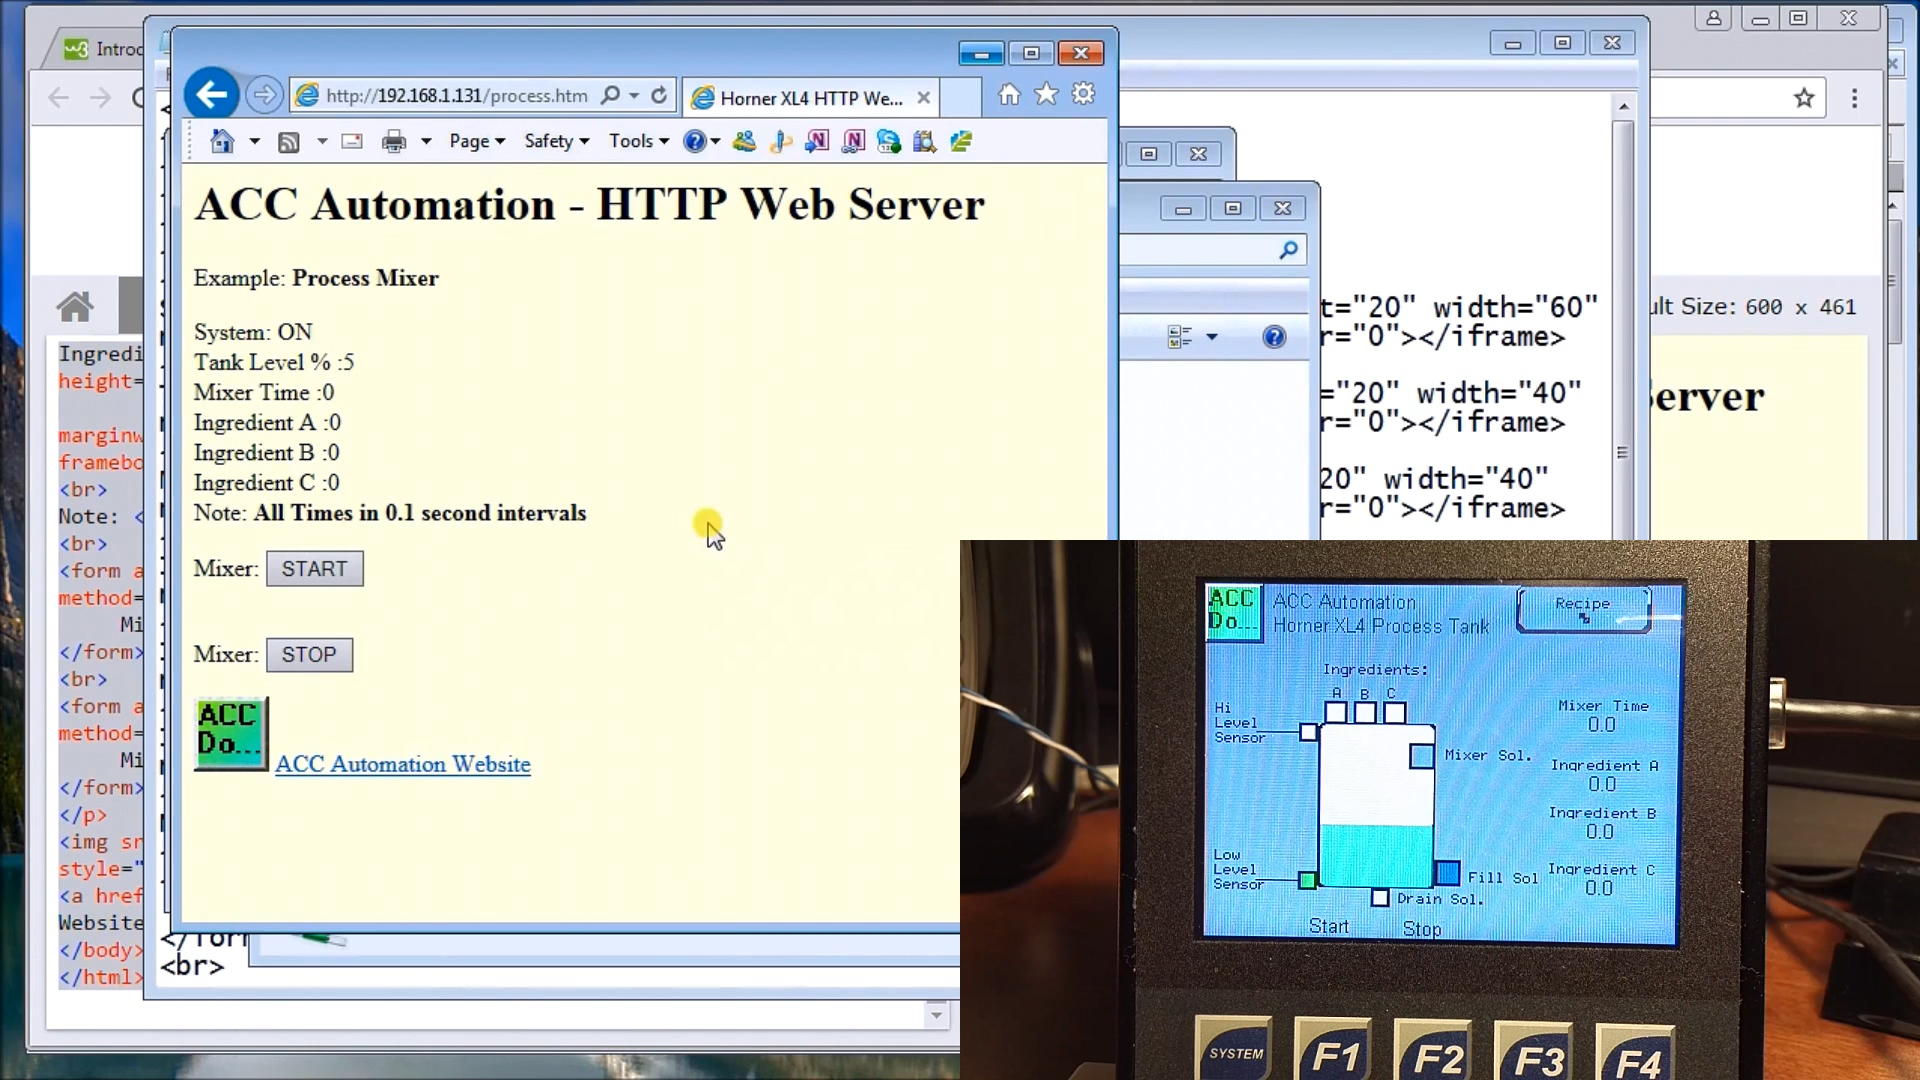 Introd
http://192.168.1.131/process.htm
Horner XL4 HTTP We...
Page
Safety
Tools
ACC Automation - HTTP Web Server
Example: Process Mixer
System: ON
Tank Level % :5
Mixer Time :0
Ingredient A :0
Ingredient B :0
Ingredient C :0
Note: All Times in 0.1 second intervals
Mixer: START
Mixer: STOP
ACC
Do...
ACC Automation Website
t="20" width="60"
r="0"></iframe>
="20" width="40"
r="0"></iframe>
20" width="40"
r="0"></iframe>
ult Size: 600 x 461
erver
Ingredi
height=
marginw
framebo
<br>
Note: <
<br>
<form a
method=
Mi
</form>
<br>
<form a
method=
Mi
</form>
</p>
<img sr
style="
<a href
Website
</body>
</html>
</form
<br>
ACC
Do...
ACC Automation
Horner XL4 Process Tank
Recipe
Ingredients:
A B C
Hi
Level
Sensor
Mixer Time
0.0
Mixer Sol.
Ingredient A
0.0
Ingredient B
0.0
Low
Level
Sensor
Fill Sol
Ingredient C
0.0
Drain Sol.
Start
Stop
SYSTEM
F1
F2
F3
F4